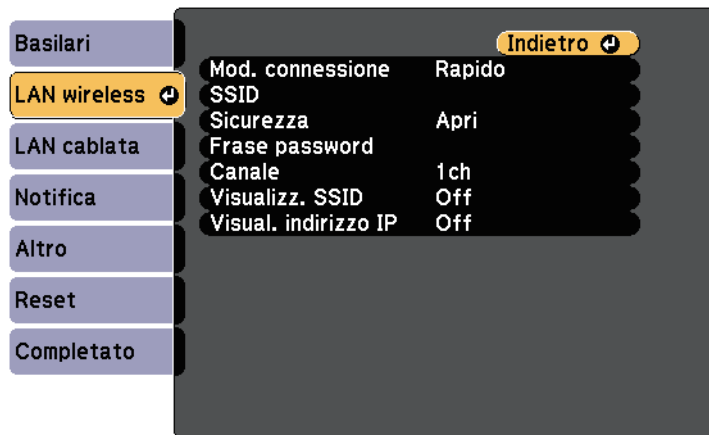 Basilari
LAN wireless
LAN cablata
Notifica
Altro
Reset
Completato
Indietro
Mod. connessione Rapido
SSID
Sicurezza Apri
Frase password
Canale 1ch
Visualizz. SSID Off
Visual. indirizzo IP Off